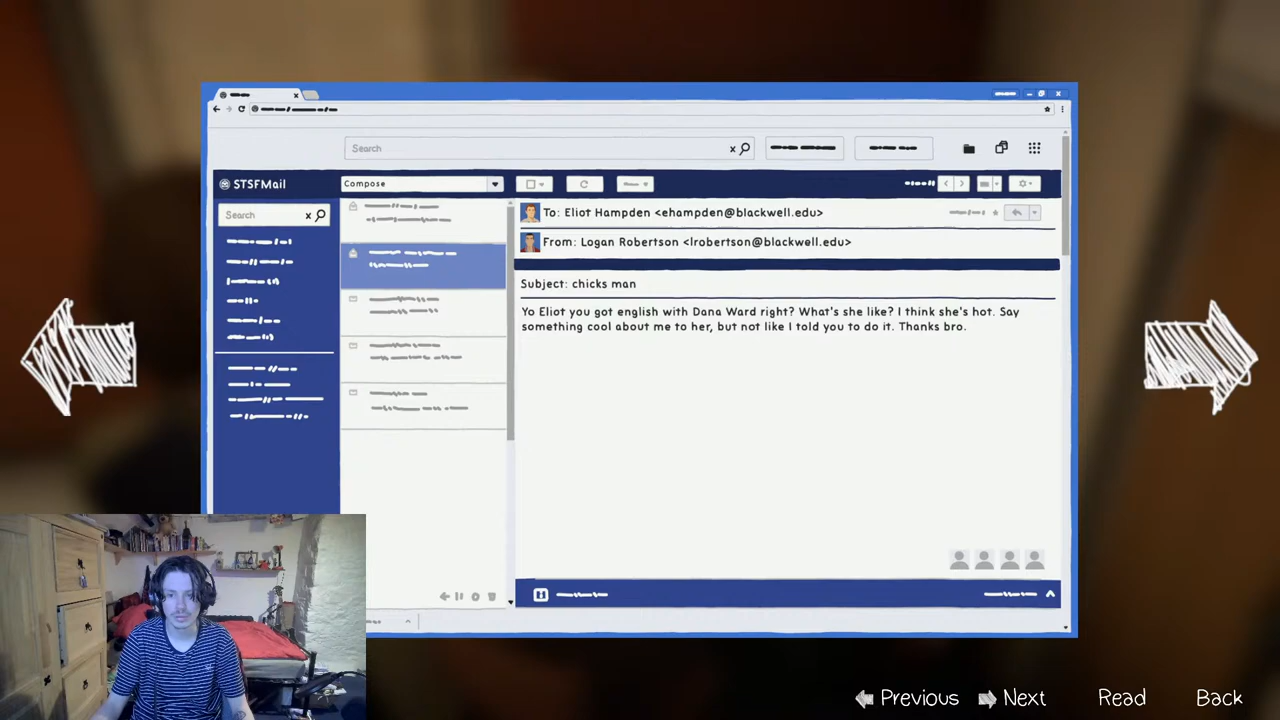 Search
STSFMail
Compose
Search
To: Eliot Hampden <ehampden@blackwell.edu>
From: Logan Robertson <lrobertson@blackwell.edu>
Subject: chicks man
Yo Eliot you got english with Dana Ward right? What's she like? I think she's hot. Say
something cool about me to her, but not like I told you to do it. Thanks bro.
Previous
Next
Read
Back